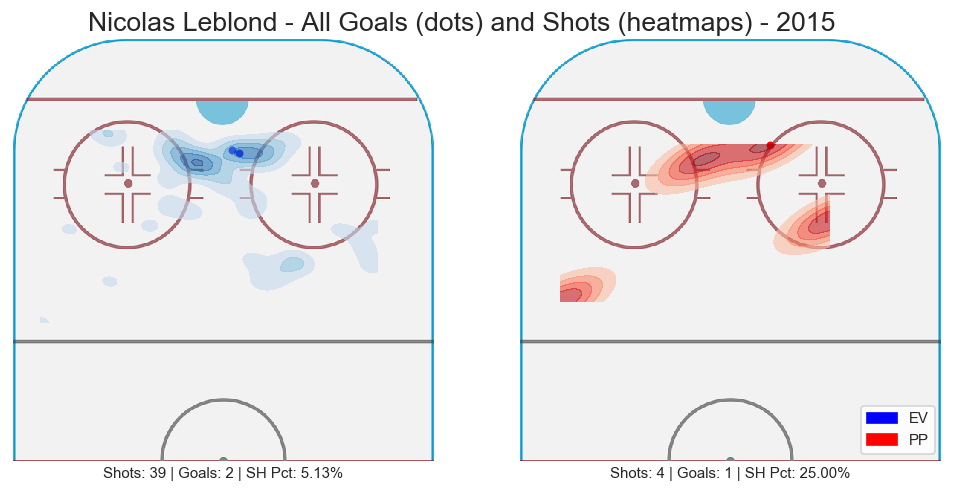 Nicolas Leblond - All Goals (dots) and Shots (heatmaps) - 2015
EV
PP
Shots: 39 | Goals: 2 | SH Pct: 5.13%
Shots: 4 | Goals: 1 | SH Pct: 25.00%